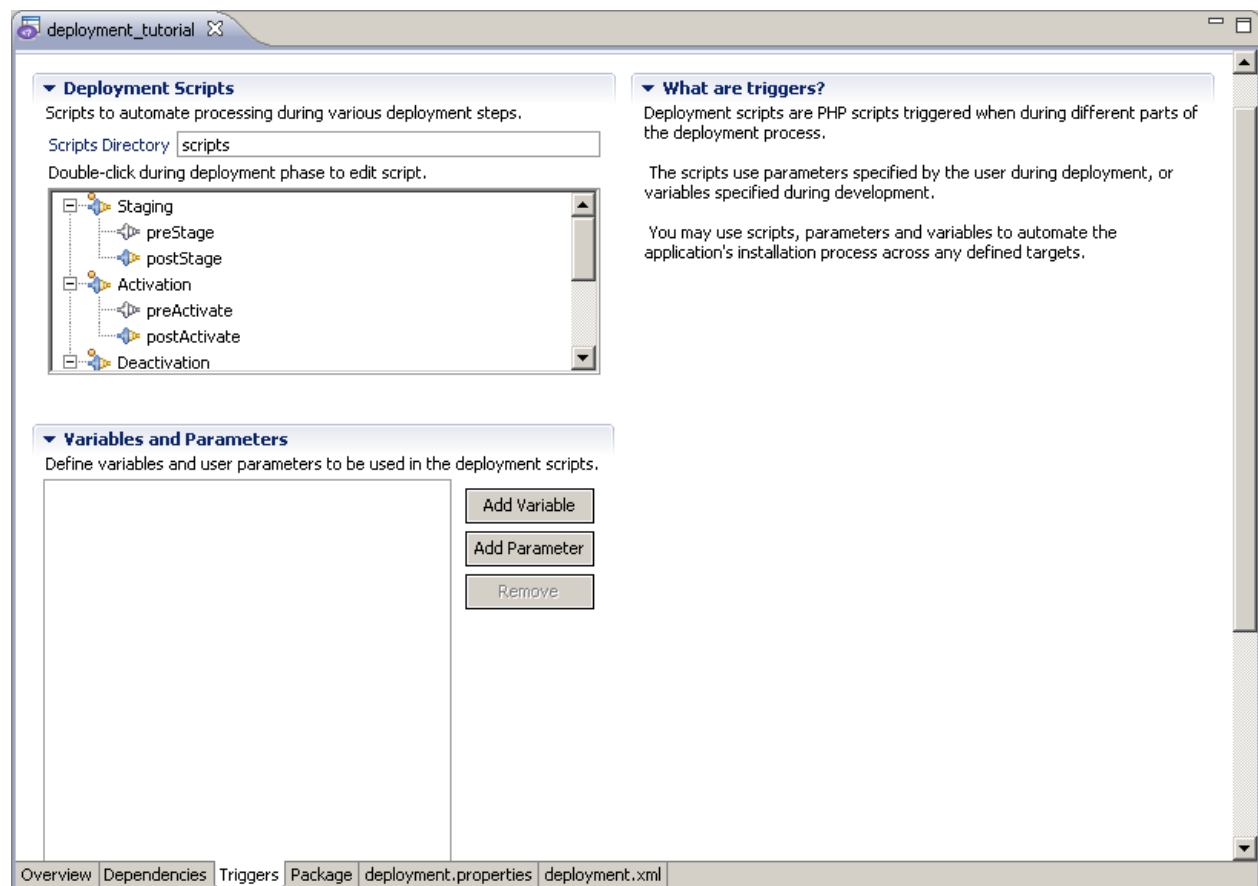 deployment_tutorial
Deployment Scripts
Scripts to automate processing during various deployment steps.
Scripts Directory scripts
Double-click during deployment phase to edit script.
Staging
preStage
postStage
Activation
preActivate
postActivate
Deactivation
Variables and Parameters
Define variables and user parameters to be used in the deployment scripts.
Add Variable
Add Parameter
Remove
What are triggers?
Deployment scripts are PHP scripts triggered when during different parts of
the deployment process.
The scripts use parameters specified by the user during deployment, or
variables specified during development.
You may use scripts, parameters and variables to automate the
application's installation process across any defined targets.
Overview Dependencies Triggers Package deployment.properties deployment.xml